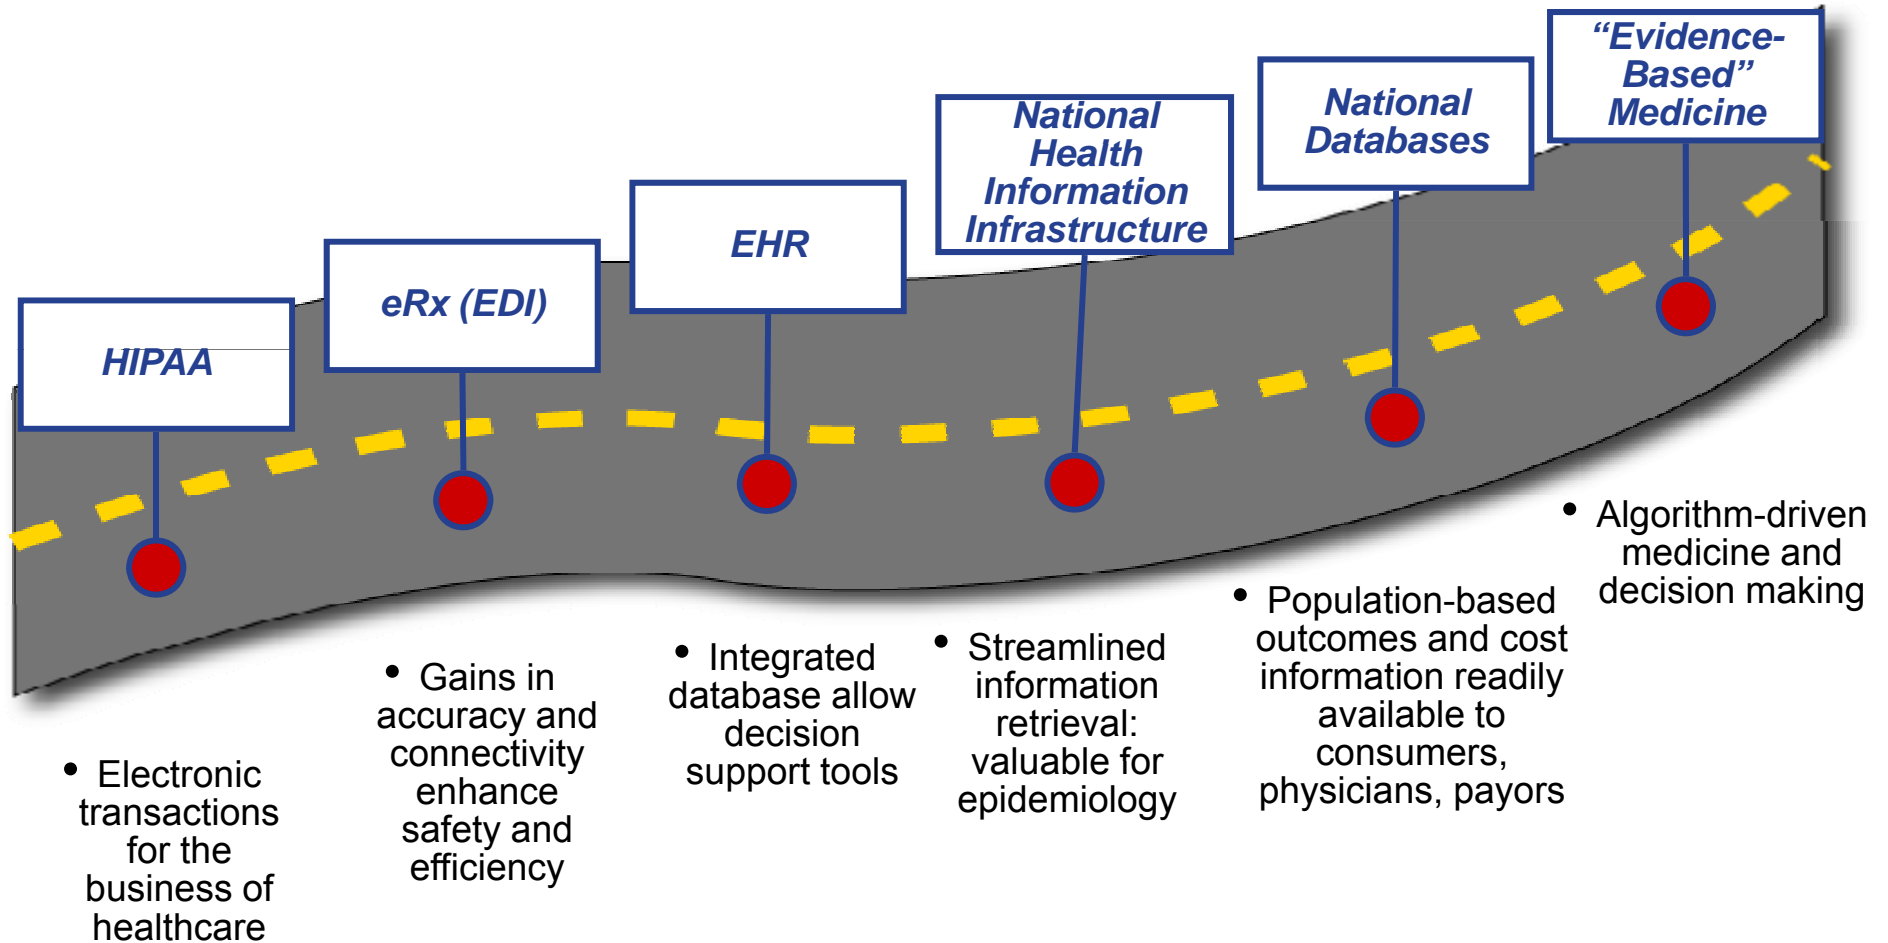 HIPAA
eRx (EDI)
EHR
National
Health
Information
Infrastructure
National
Databases
“Evidence-
Based”
Medicine
• Electronic
transactions
for the
business of
healthcare
• Gains in
accuracy and
connectivity
enhance
safety and
efficiency
• Integrated
database allow
decision
support tools
• Streamlined
information
retrieval:
valuable for
epidemiology
• Population-based
outcomes and cost
information readily
available to
consumers,
physicians, payors
• Algorithm-driven
medicine and
decision making